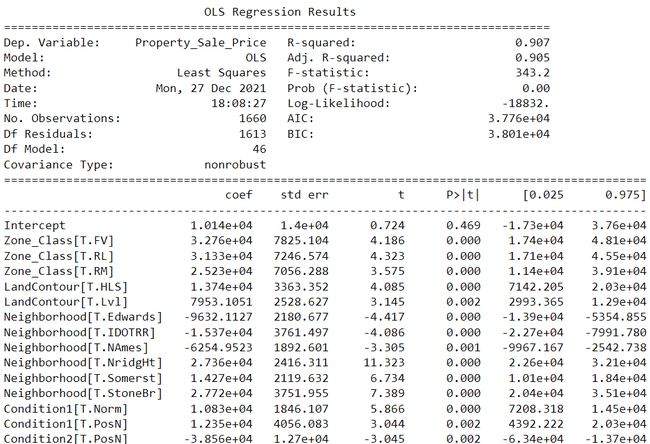 OLS Regression Results
==============================================================================
Dep. Variable: Property_Sale_Price R-squared: 0.907
Model: OLS Adj. R-squared: 0.905
Method: Least Squares F-statistic: 343.2
Date: Mon, 27 Dec 2021 Prob (F-statistic): 0.00
Time: 18:08:27 Log-Likelihood: -18832.
No. Observations: 1660 AIC: 3.776e+04
Df Residuals: 1613 BIC: 3.801e+04
Df Model: 46
Covariance Type: nonrobust
==============================================================================
coef std err t P>|t| [0.025 0.975]
------------------------------------------------------------------------------
Intercept 1.014e+04 1.4e+04 0.724 0.469 -1.73e+04 3.76e+04
Zone_Class[T.FV] 3.276e+04 7825.104 4.186 0.000 1.74e+04 4.81e+04
Zone_Class[T.RL] 3.133e+04 7246.574 4.323 0.000 1.71e+04 4.55e+04
Zone_Class[T.RM] 2.523e+04 7056.288 3.575 0.000 1.14e+04 3.91e+04
LandContour[T.HLS] 1.374e+04 3363.352 4.085 0.000 7142.205 2.03e+04
LandContour[T.Lvl] 7953.1051 2528.627 3.145 0.002 2993.365 1.29e+04
Neighborhood[T.Edwards] -9632.1127 2180.677 -4.417 0.000 -1.39e+04 -5354.855
Neighborhood[T.IDOTRR] -1.537e+04 3761.497 -4.086 0.000 -2.27e+04 -7991.780
Neighborhood[T.NAmes] -6254.9523 1892.601 -3.305 0.001 -9967.167 -2542.738
Neighborhood[T.NridgHt] 2.736e+04 2416.311 11.323 0.000 2.26e+04 3.21e+04
Neighborhood[T.Somerst] 1.427e+04 2119.632 6.734 0.000 1.01e+04 1.84e+04
Neighborhood[T.StoneBr] 2.772e+04 3751.955 7.389 0.000 2.04e+04 3.51e+04
Condition1[T.Norm] 1.083e+04 1846.107 5.866 0.000 7208.318 1.45e+04
Condition1[T.PosN] 1.235e+04 4056.083 3.044 0.002 4392.222 2.03e+04
Condition2[T.PosN] -3.856e+04 1.27e+04 -3.045 0.002 -6.34e+04 -1.37e+04